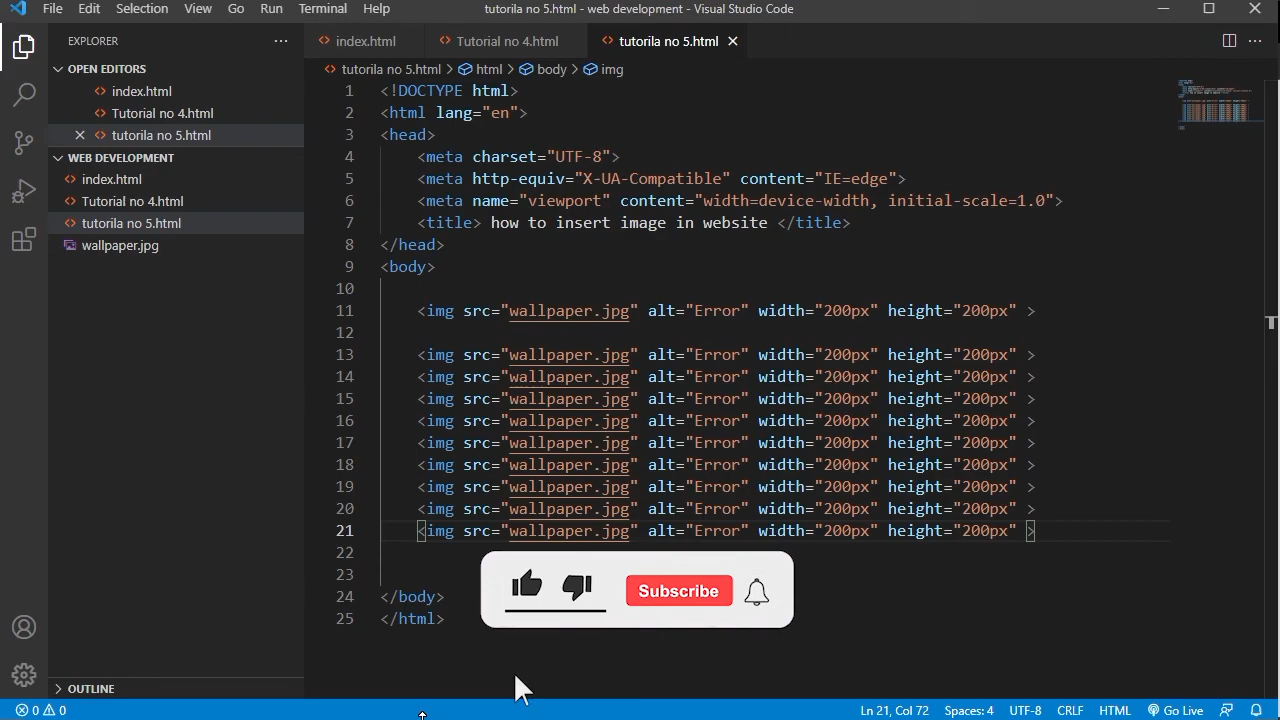 File Edit Selection View Go Run Terminal Help tutorila no 5.html - web development - Visual Studio Code
EXPLORER
OPEN EDITORS
index.html
Tutorial no 4.html
tutorila no 5.html
WEB DEVELOPMENT
index.html
Tutorial no 4.html
tutorila no 5.html
wallpaper.jpg
OUTLINE
index.html Tutorial no 4.html tutorila no 5.html
tutorila no 5.html > html > body > img
1 <!DOCTYPE html>
2 <html lang="en">
3 <head>
4 <meta charset="UTF-8">
5 <meta http-equiv="X-UA-Compatible" content="IE=edge">
6 <meta name="viewport" content="width=device-width, initial-scale=1.0">
7 <title> how to insert image in website </title>
8 </head>
9 <body>
10
11 <img src="wallpaper.jpg" alt="Error" width="200px" height="200px" >
12
13 <img src="wallpaper.jpg" alt="Error" width="200px" height="200px" >
14 <img src="wallpaper.jpg" alt="Error" width="200px" height="200px" >
15 <img src="wallpaper.jpg" alt="Error" width="200px" height="200px" >
16 <img src="wallpaper.jpg" alt="Error" width="200px" height="200px" >
17 <img src="wallpaper.jpg" alt="Error" width="200px" height="200px" >
18 <img src="wallpaper.jpg" alt="Error" width="200px" height="200px" >
19 <img src="wallpaper.jpg" alt="Error" width="200px" height="200px" >
20 <img src="wallpaper.jpg" alt="Error" width="200px" height="200px" >
21 <img src="wallpaper.jpg" alt="Error" width="200px" height="200px" >
22
23
24 </body>
25 </html>
Subscribe
0 0 Ln 21, Col 72 Spaces: 4 UTF-8 CRLF HTML Go Live